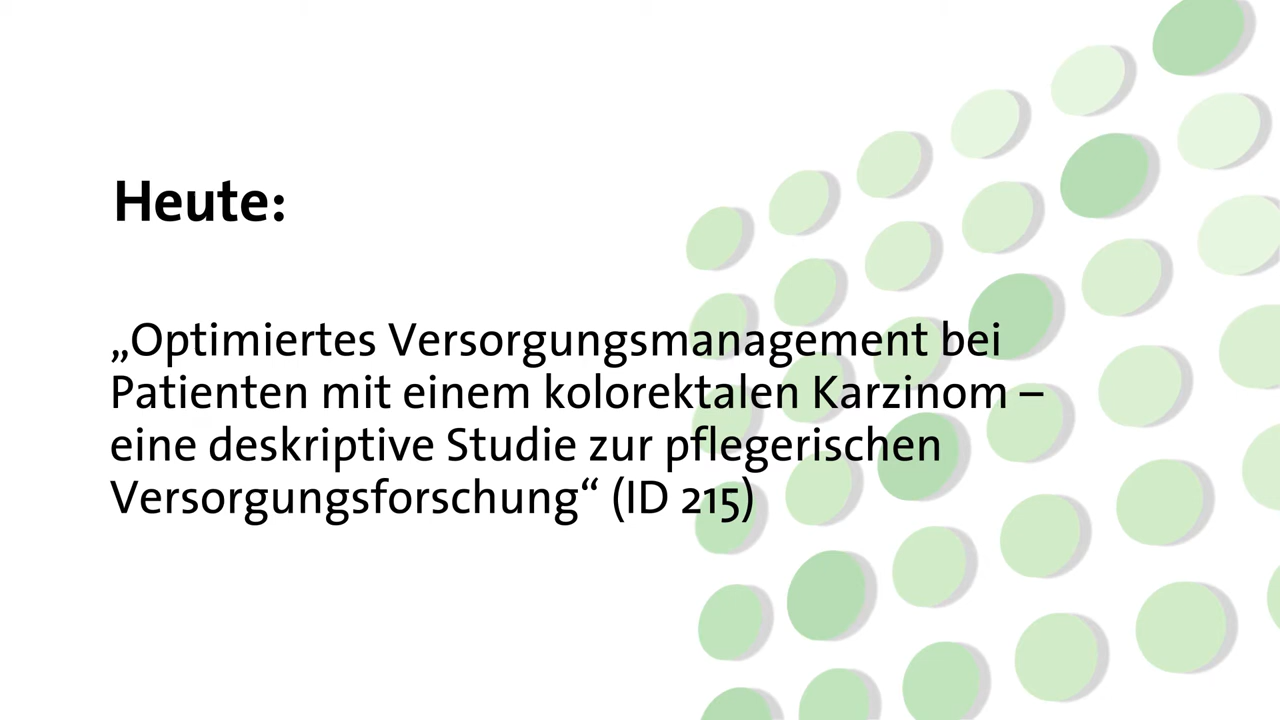 Heute:
„Optimiertes Versorgungsmanagement bei
Patienten mit einem kolorektalen Karzinom –
eine deskriptive Studie zur pflegerischen
Versorgungsforschung“ (ID 215)